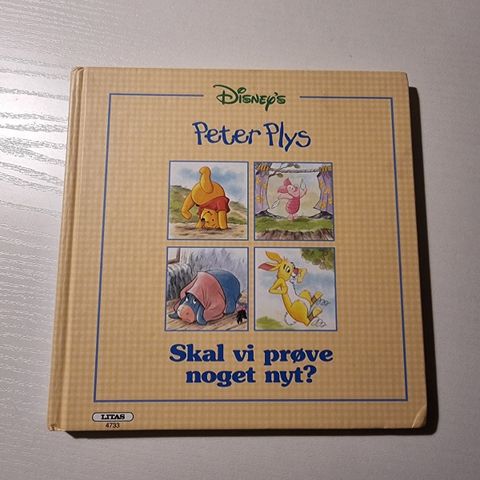 Disney's
Peter Plys
Skal vi prøve
noget nyt?
LITAS
4733